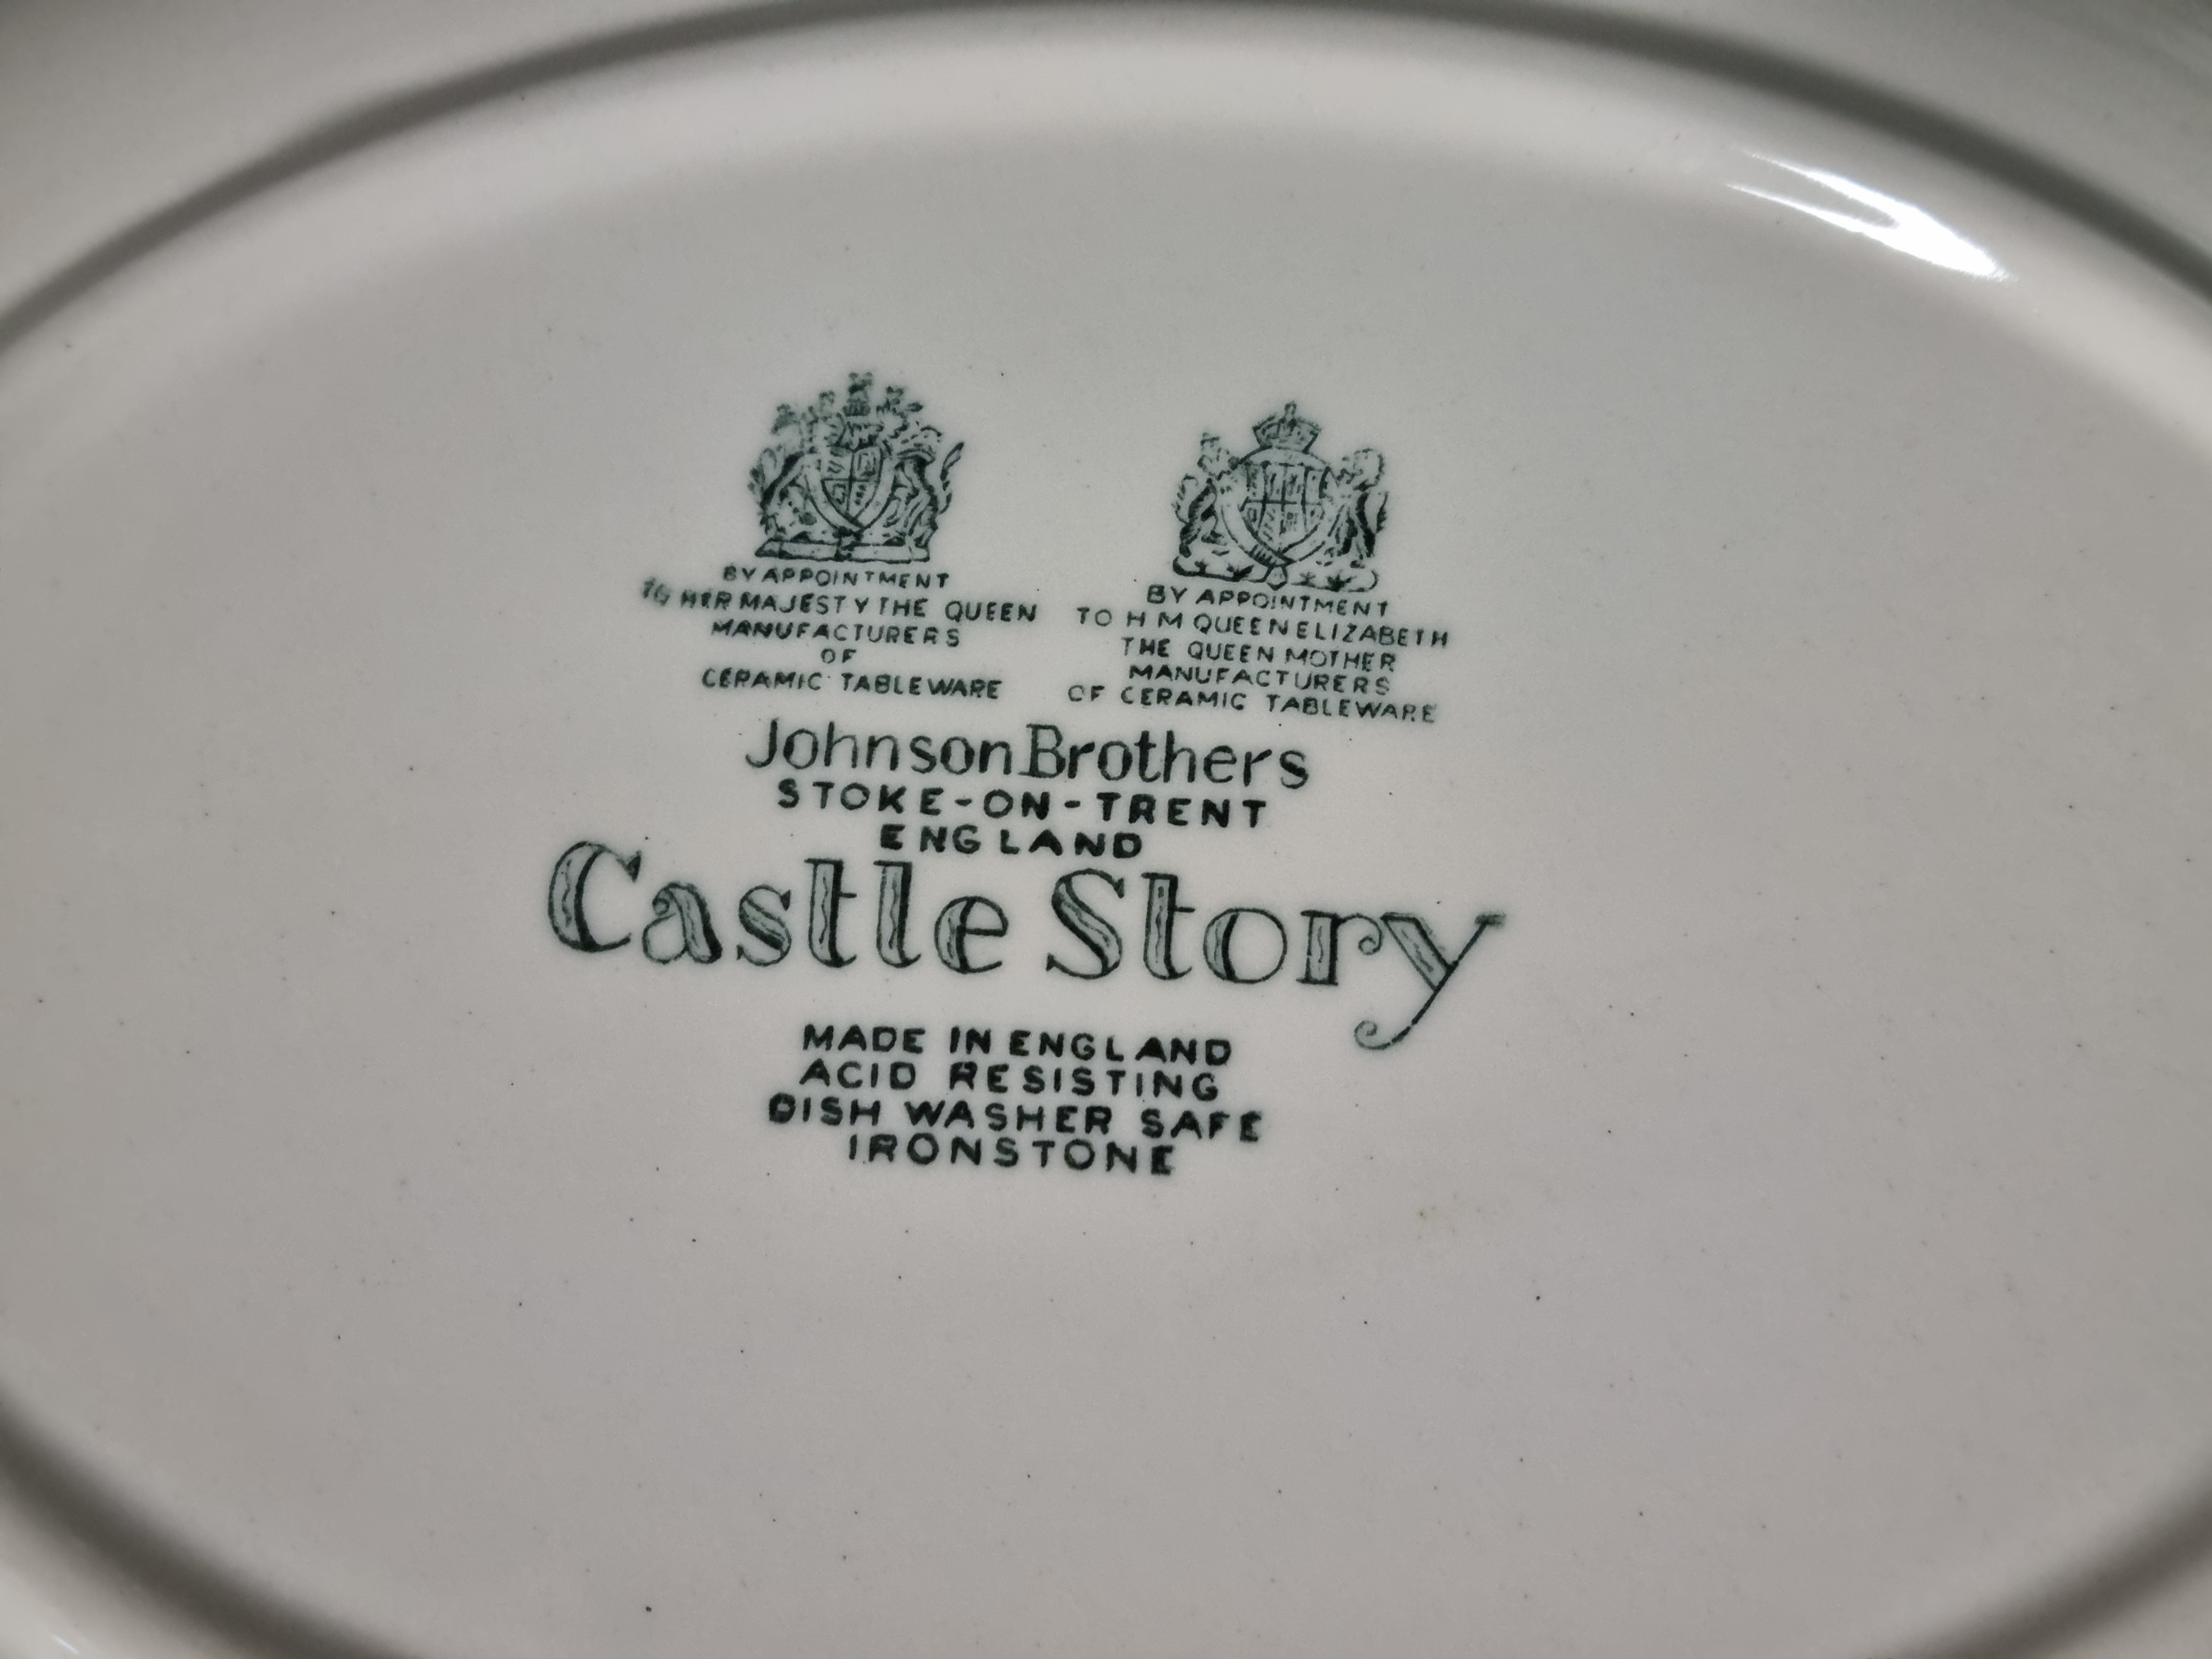 BY APPOINTMENT
TO HER MAJESTY THE QUEEN
MANUFACTURERS
OF
CERAMIC TABLEWARE
BY APPOINTMENT
TO H M QUEEN ELIZABETH
THE QUEEN MOTHER
MANUFACTURERS
OF CERAMIC TABLEWARE
Johnson Brothers
STOKE-ON-TRENT
ENGLAND
Castle Story
MADE IN ENGLAND
ACID RESISTING
DISH WASHER SAFE
IRONSTONE